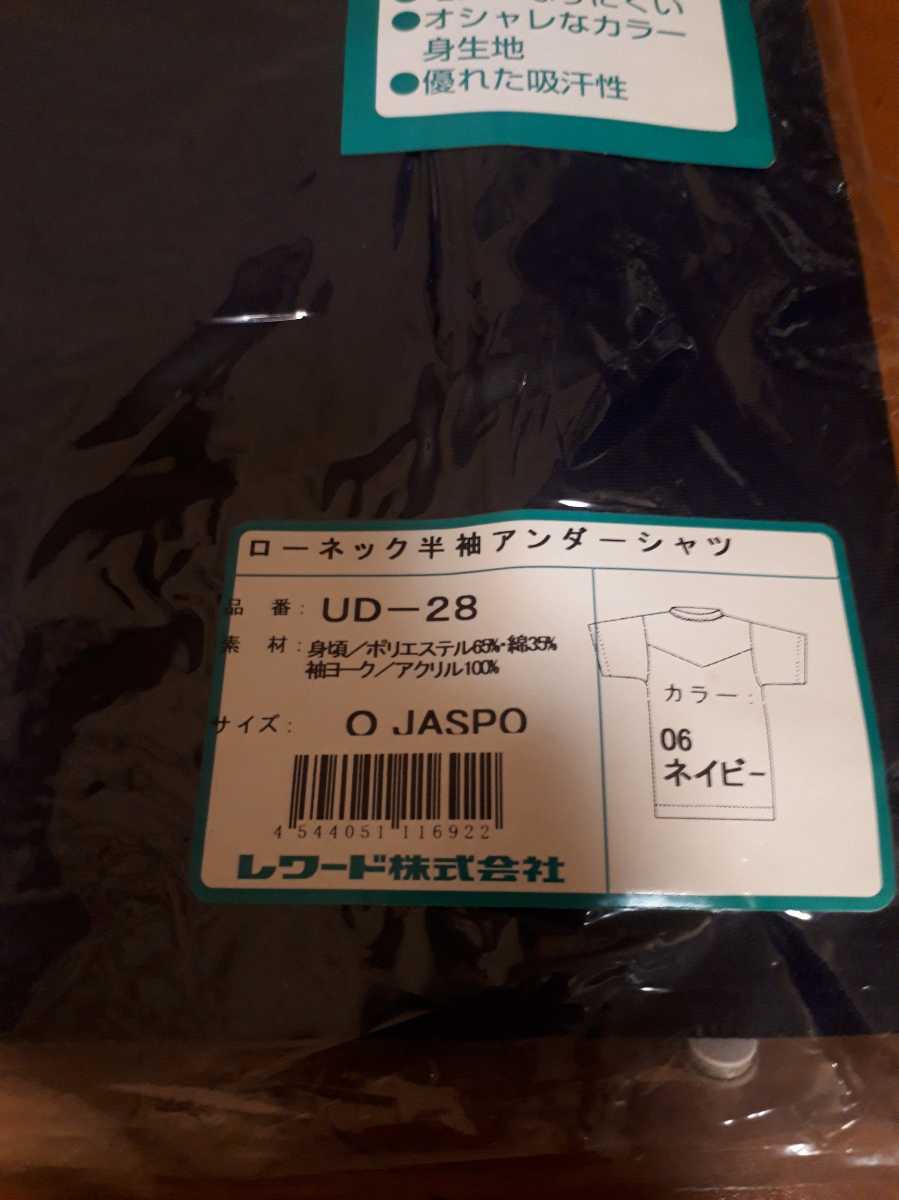 にくい
●オシャレなカラー
身生地
●優れた吸汗性
ローネック半袖アンダーシャツ
品 番: UD-28
素 材: 身頃/ポリエステル65%・綿35%
袖ヨーク/アクリル100%
サイズ: O JASPO
カラー:
06
ネイビー
4 544051 116922
レワード株式会社